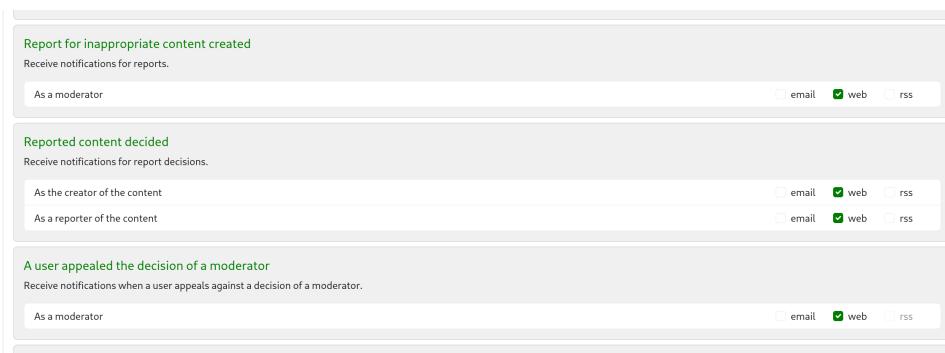 Report for inappropriate content created
Receive notifications for reports.
As a moderator email web rss
Reported content decided
Receive notifications for report decisions.
As the creator of the content email web rss
As a reporter of the content email web rss
A user appealed the decision of a moderator
Receive notifications when a user appeals against a decision of a moderator.
As a moderator email web rss